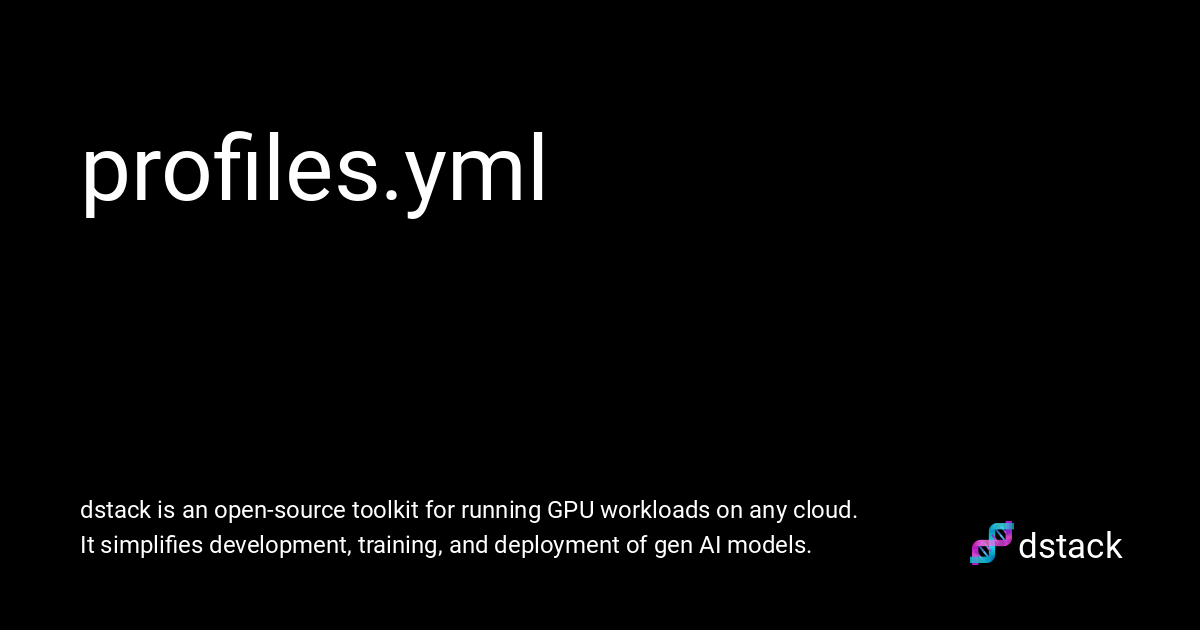 profiles.yml
dstack is an open-source toolkit for running GPU workloads on any cloud.
It simplifies development, training, and deployment of gen AI models.
dstack